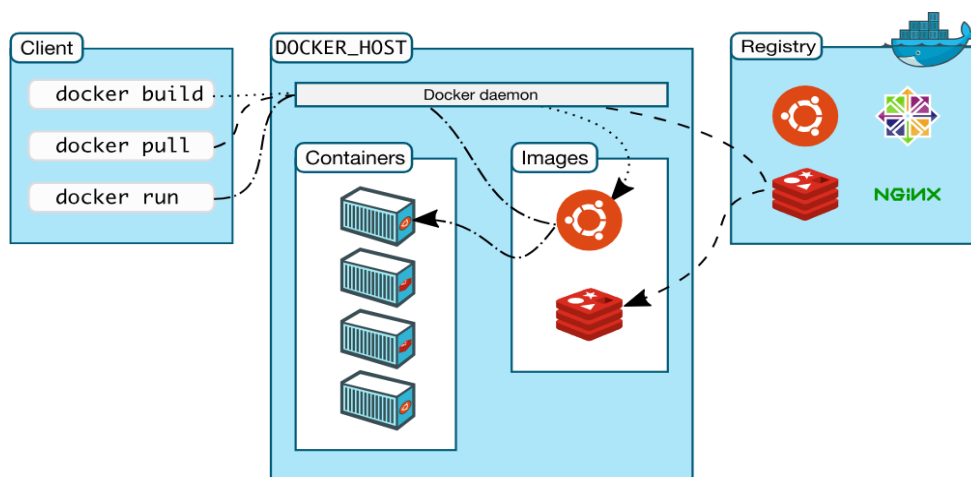 Client
docker build
docker pull
docker run
DOCKER_HOST
Docker daemon
Containers
Images
Registry
NGINX